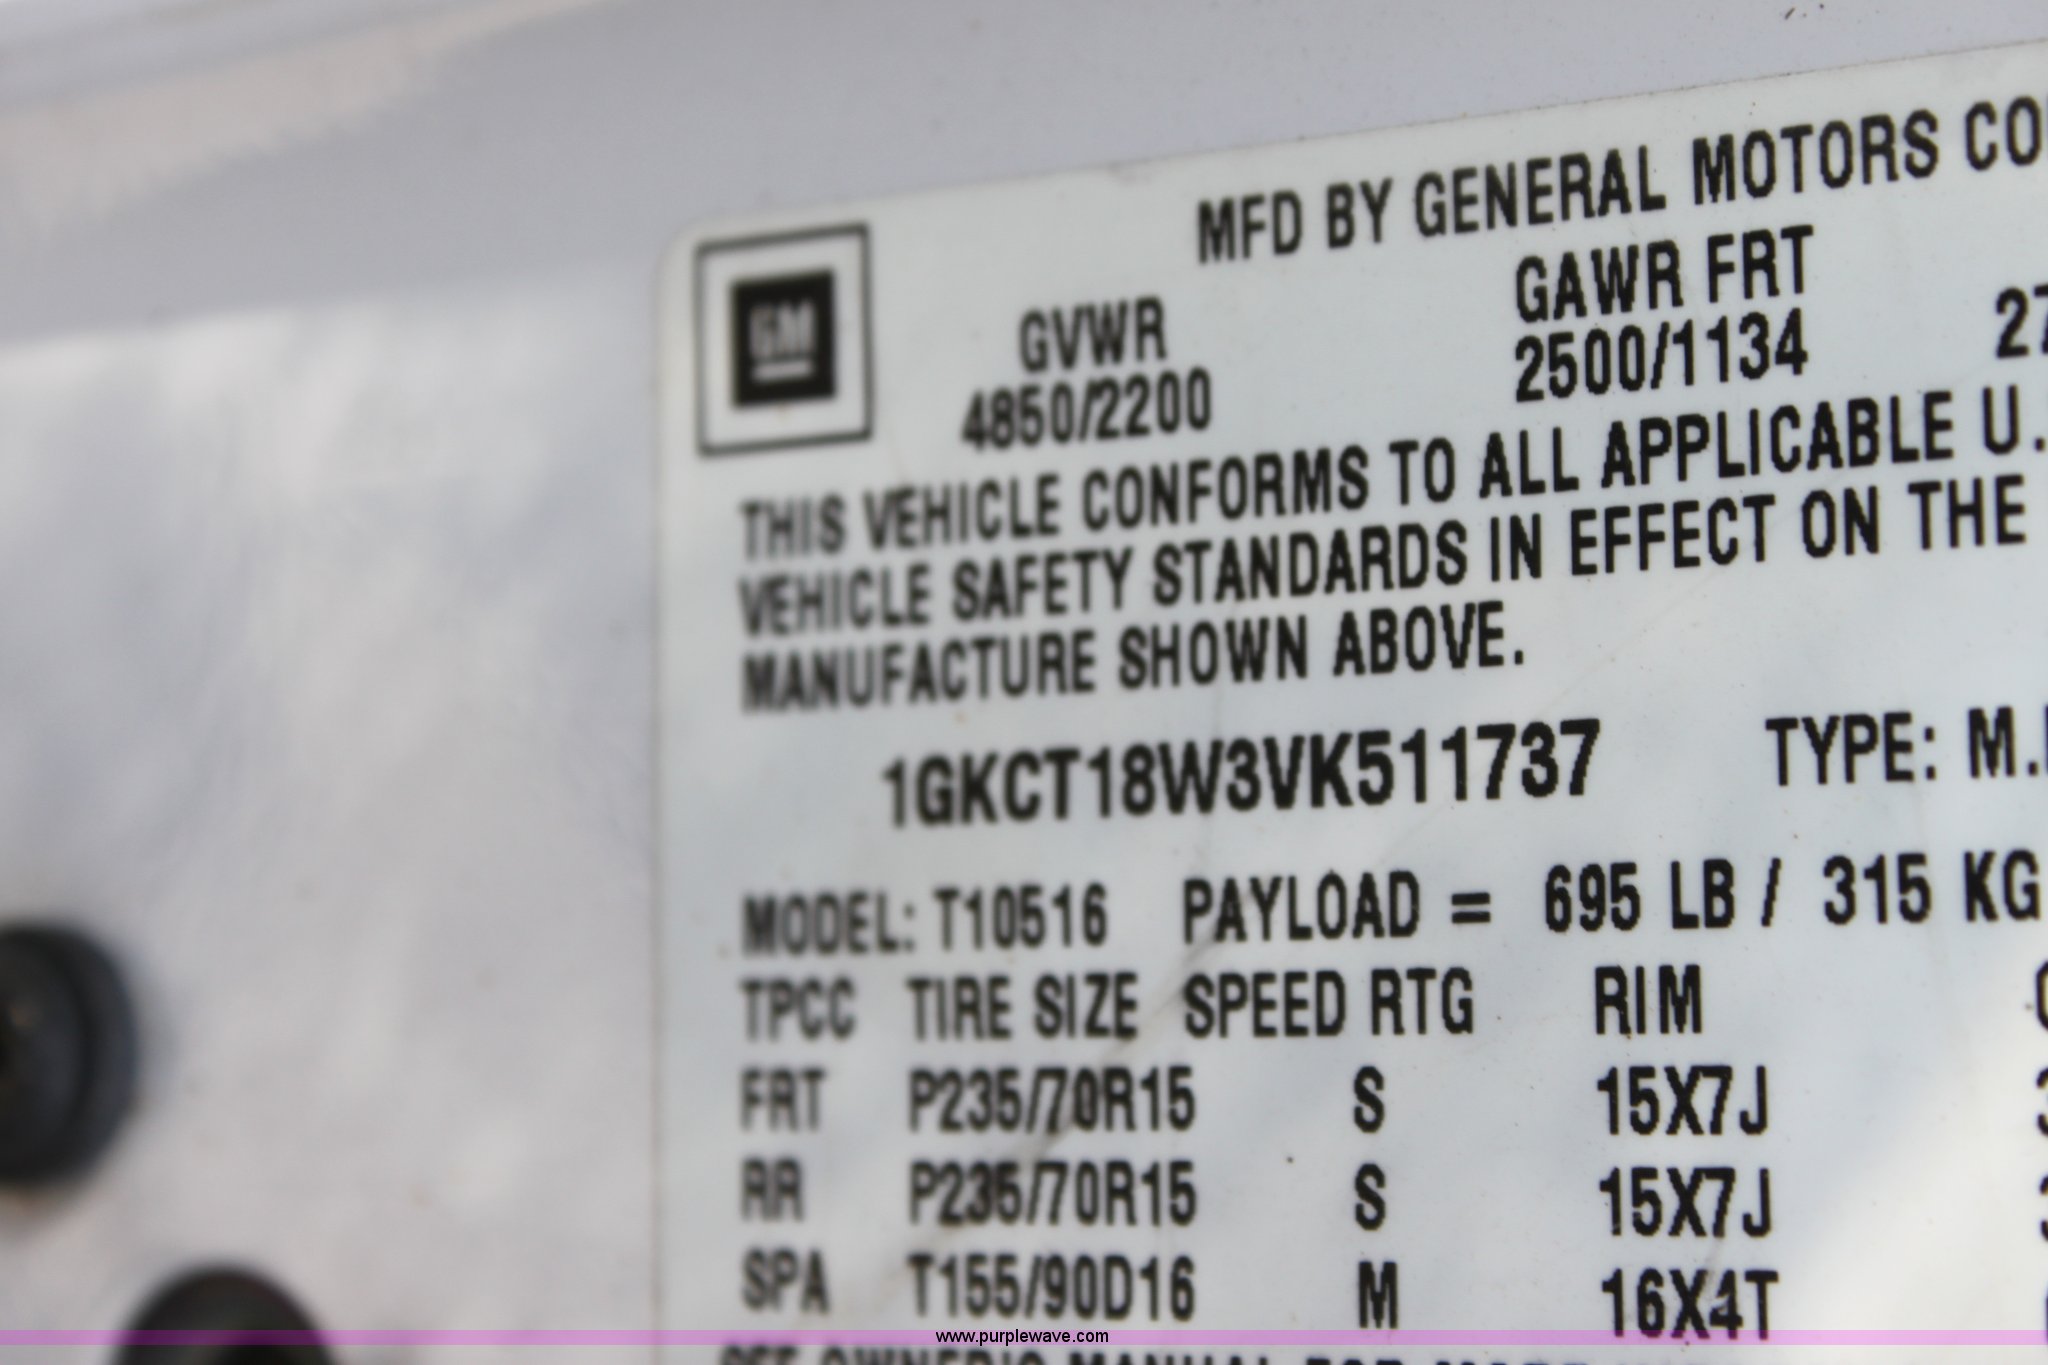 MFD BY GENERAL MOTORS CO
GM
GVWR GAWR FRT
4850/2200 2500/1134 27
THIS VEHICLE CONFORMS TO ALL APPLICABLE U.
VEHICLE SAFETY STANDARDS IN EFFECT ON THE
MANUFACTURE SHOWN ABOVE.
1GKCT18W3VK511737 TYPE: M.
MODEL: T10516 PAYLOAD = 695 LB / 315 KG
TPCC TIRE SIZE SPEED RTG RIM
FRT P235/70R15 S 15X7J
RR P235/70R15 S 15X7J
SPA T155/90D16 M 16X4T
www.purplewave.com